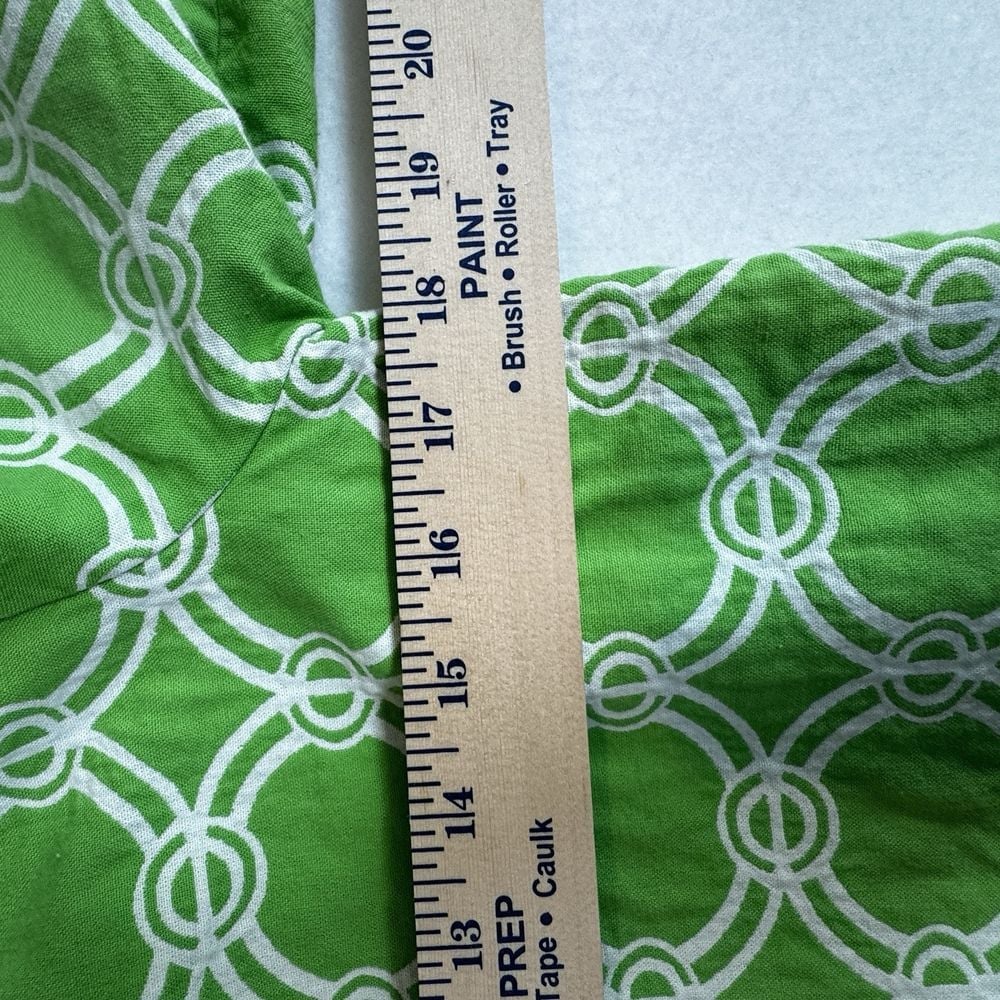 20
19
18
17
16
15
14
13
PAINT
• Brush • Roller • Tray
PREP
Tape • Caulk